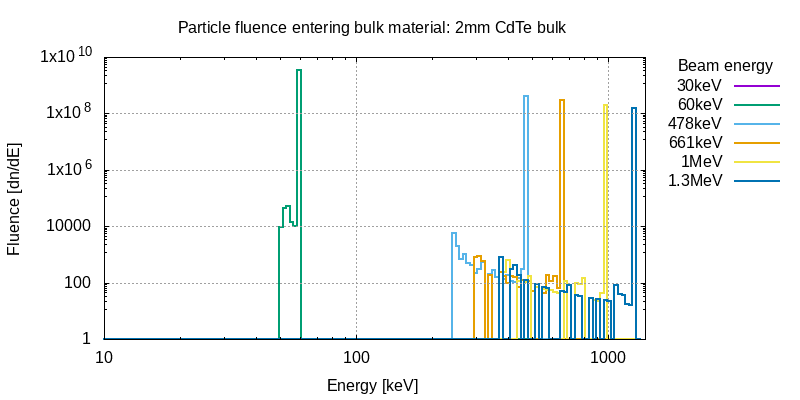 Particle fluence entering bulk material: 2mm CdTe bulk
Fluence [dn/dE]
1x10^10
1x10^8
1x10^6
10000
100
1
10
100
1000
Energy [keV]
Beam energy
30keV
60keV
478keV
661keV
1MeV
1.3MeV